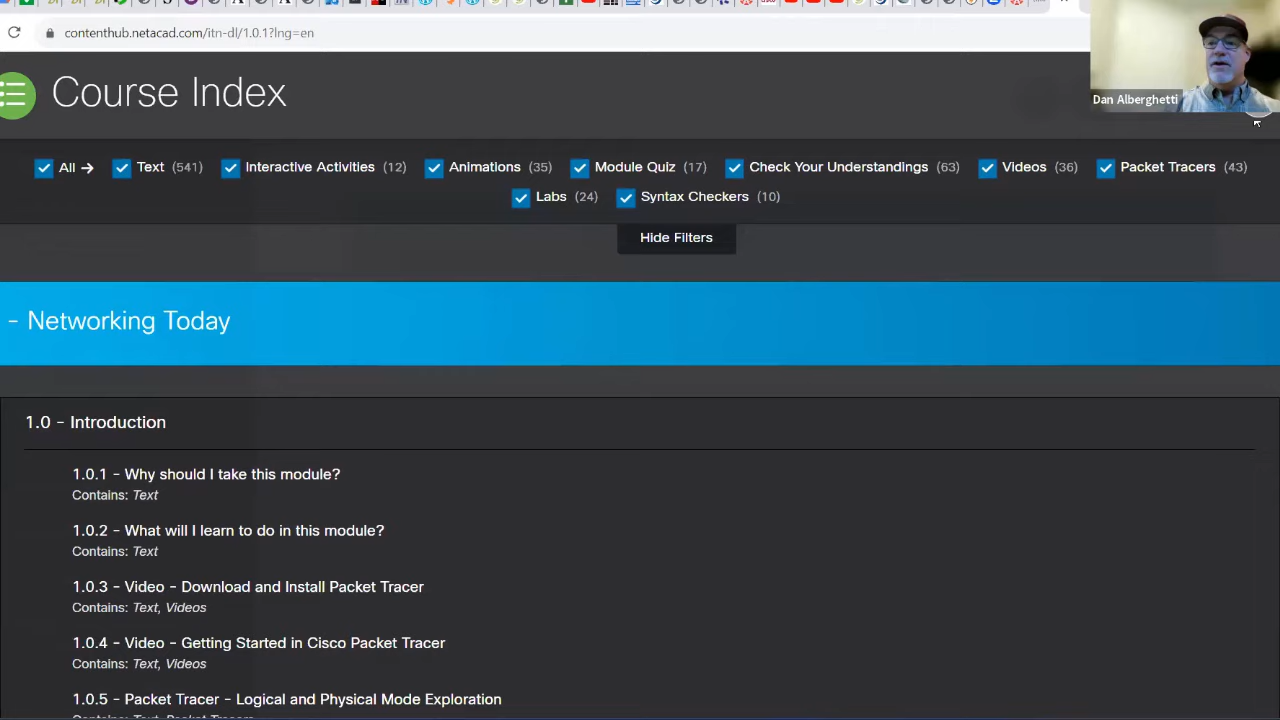 contenthub.netacad.com/itn-dl/1.0.1?lng=en
Course Index
Dan Alberghetti
All → Text (541) Interactive Activities (12) Animations (35) Module Quiz (17) Check Your Understandings (63) Videos (36) Packet Tracers (43)
Labs (24) Syntax Checkers (10)
Hide Filters
- Networking Today
1.0 - Introduction
1.0.1 - Why should I take this module?
Contains: Text
1.0.2 - What will I learn to do in this module?
Contains: Text
1.0.3 - Video - Download and Install Packet Tracer
Contains: Text, Videos
1.0.4 - Video - Getting Started in Cisco Packet Tracer
Contains: Text, Videos
1.0.5 - Packet Tracer - Logical and Physical Mode Exploration
Contains: Text, Packet Tracers